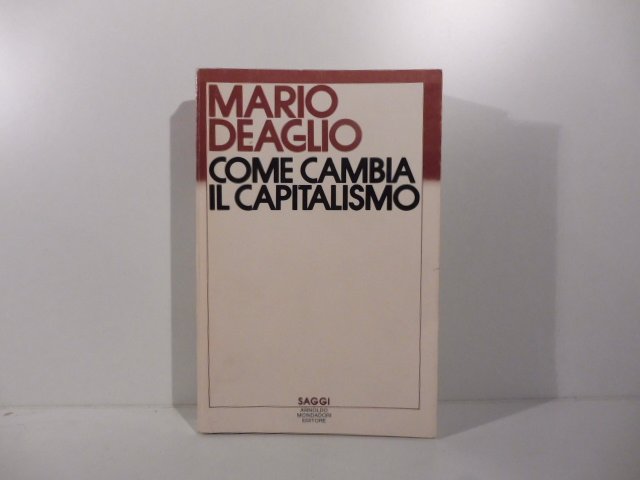 MARIO
DEAGLIO
COME CAMBIA
IL CAPITALISMO
SAGGI
ARNOLDO
MONDADORI
EDITORE